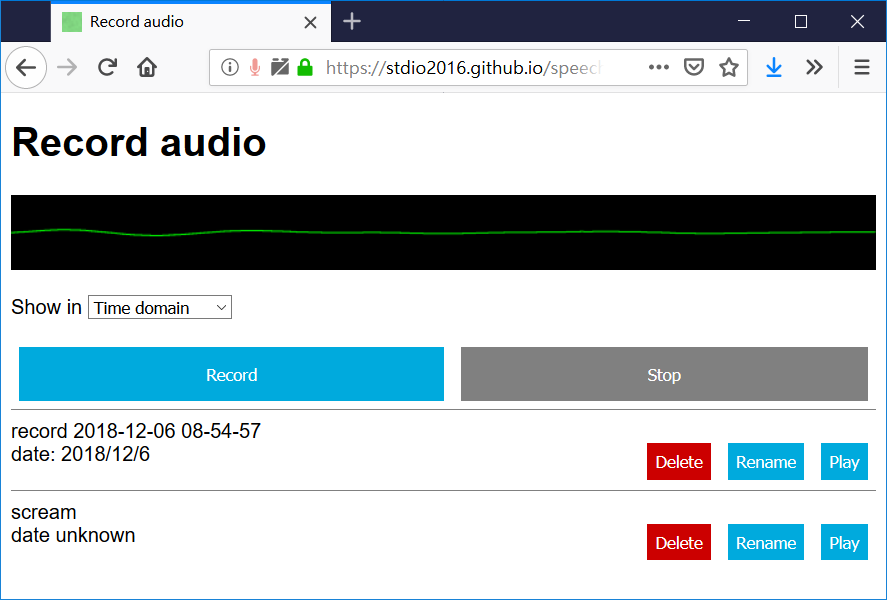 Record audio
https://stdio2016.github.io/speech
Record audio
Show in Time domain
Record Stop
record 2018-12-06 08-54-57
date: 2018/12/6
Delete Rename Play
scream
date unknown
Delete Rename Play